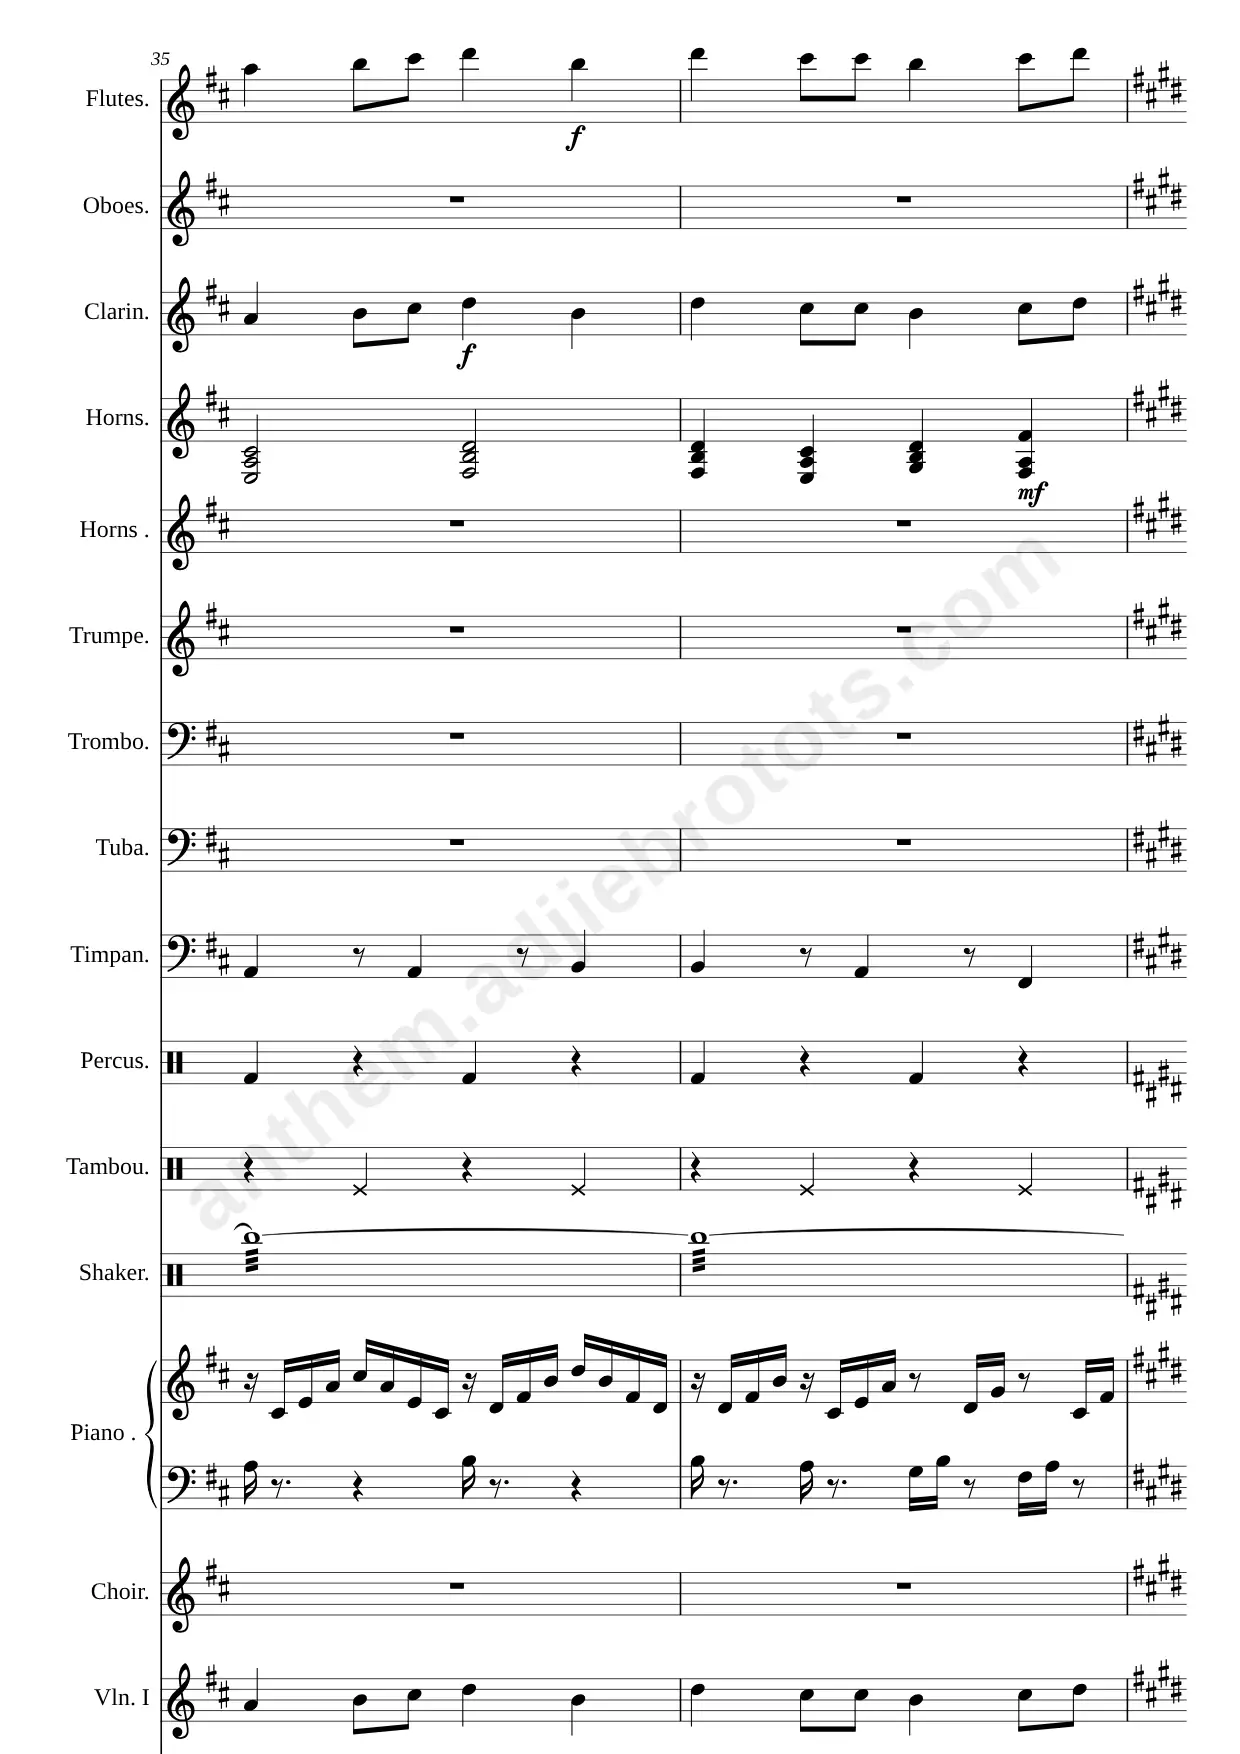 35
Flutes.
f
Oboes.
Clarin.
f
Horns.
mf
Horns .
Trumpe.
Trombo.
Tuba.
Timpan.
Percus.
Tambou.
Shaker.
Piano .
Choir.
Vln. I
anthem.adjiebrotots.com